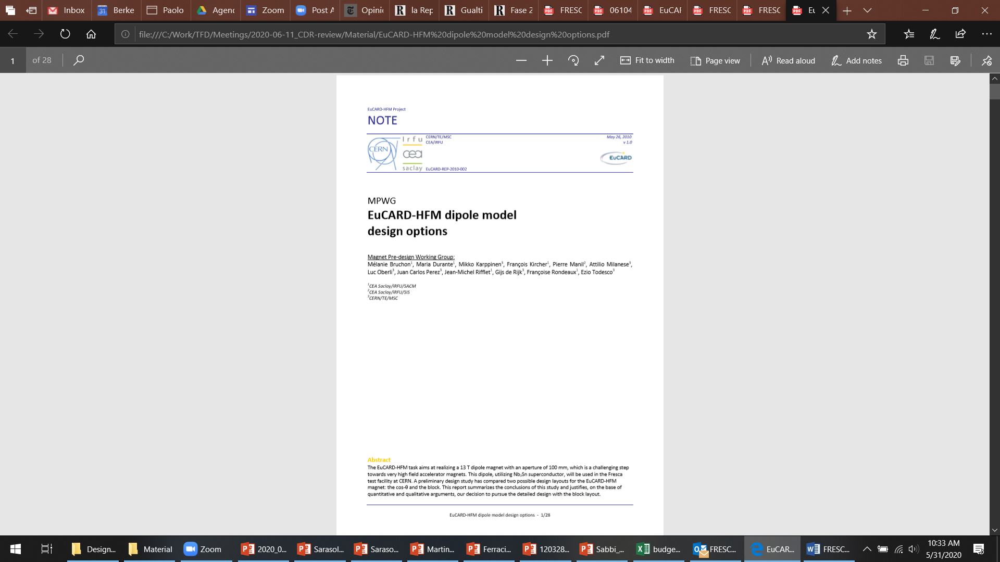 Inbox
Berke
Paolo
Agend
Zoom
Post A
Opinio
la Rep
Gualti
Fase 2
FRESC
06104
EuCAR
FRESC
FRESC
Eu
file:///C:/Work/TFD/Meetings/2020-06-11_CDR-review/Material/EuCARD-HFM%20dipole%20model%20design%20options.pdf
1 of 28
Fit to width
Page view
Read aloud
Add notes
EuCARD-HFM Project
NOTE
CERN
irfu
cea
saclay
CERN/TE/MSC
CEA/IRFU
EuCARD-REP-2010-002
May 26, 2010
v 1.0
EuCARD
MPWG
EuCARD-HFM dipole model
design options
Magnet Pre-design Working Group:
Mélanie Bruchon¹, Maria Durante¹, Mikko Karppinen³, François Kircher¹, Pierre Manil², Attilio Milanese³,
Luc Oberli³, Juan Carlos Perez³, Jean-Michel Rifflet¹, Gijs de Rijk³, Françoise Rondeaux¹, Ezio Todesco³
¹CEA Saclay/IRFU/SACM
²CEA Saclay/IRFU/SIS
³CERN/TE/MSC
Abstract
The EuCARD-HFM task aims at realizing a 13 T dipole magnet with an aperture of 100 mm, which is a challenging step
towards very high field accelerator magnets. This dipole, utilizing Nb₃Sn superconductor, will be used in the Fresca
test facility at CERN. A preliminary design study has compared two possible design layouts for the EuCARD-HFM
magnet: the cos-θ and the block. This report summarizes the conclusions of this study and justifies, on the base of
quantitative and qualitative arguments, our decision to pursue the detailed design with the block layout.
EuCARD-HFM dipole model design options - 1/28
Design...
Material
Zoom
2020_0...
Sarasol...
Saraso...
Martin...
Ferraci...
120328...
Sabbi_...
budge...
FRESC...
EuCAR...
FRESC...
10:33 AM
5/31/2020